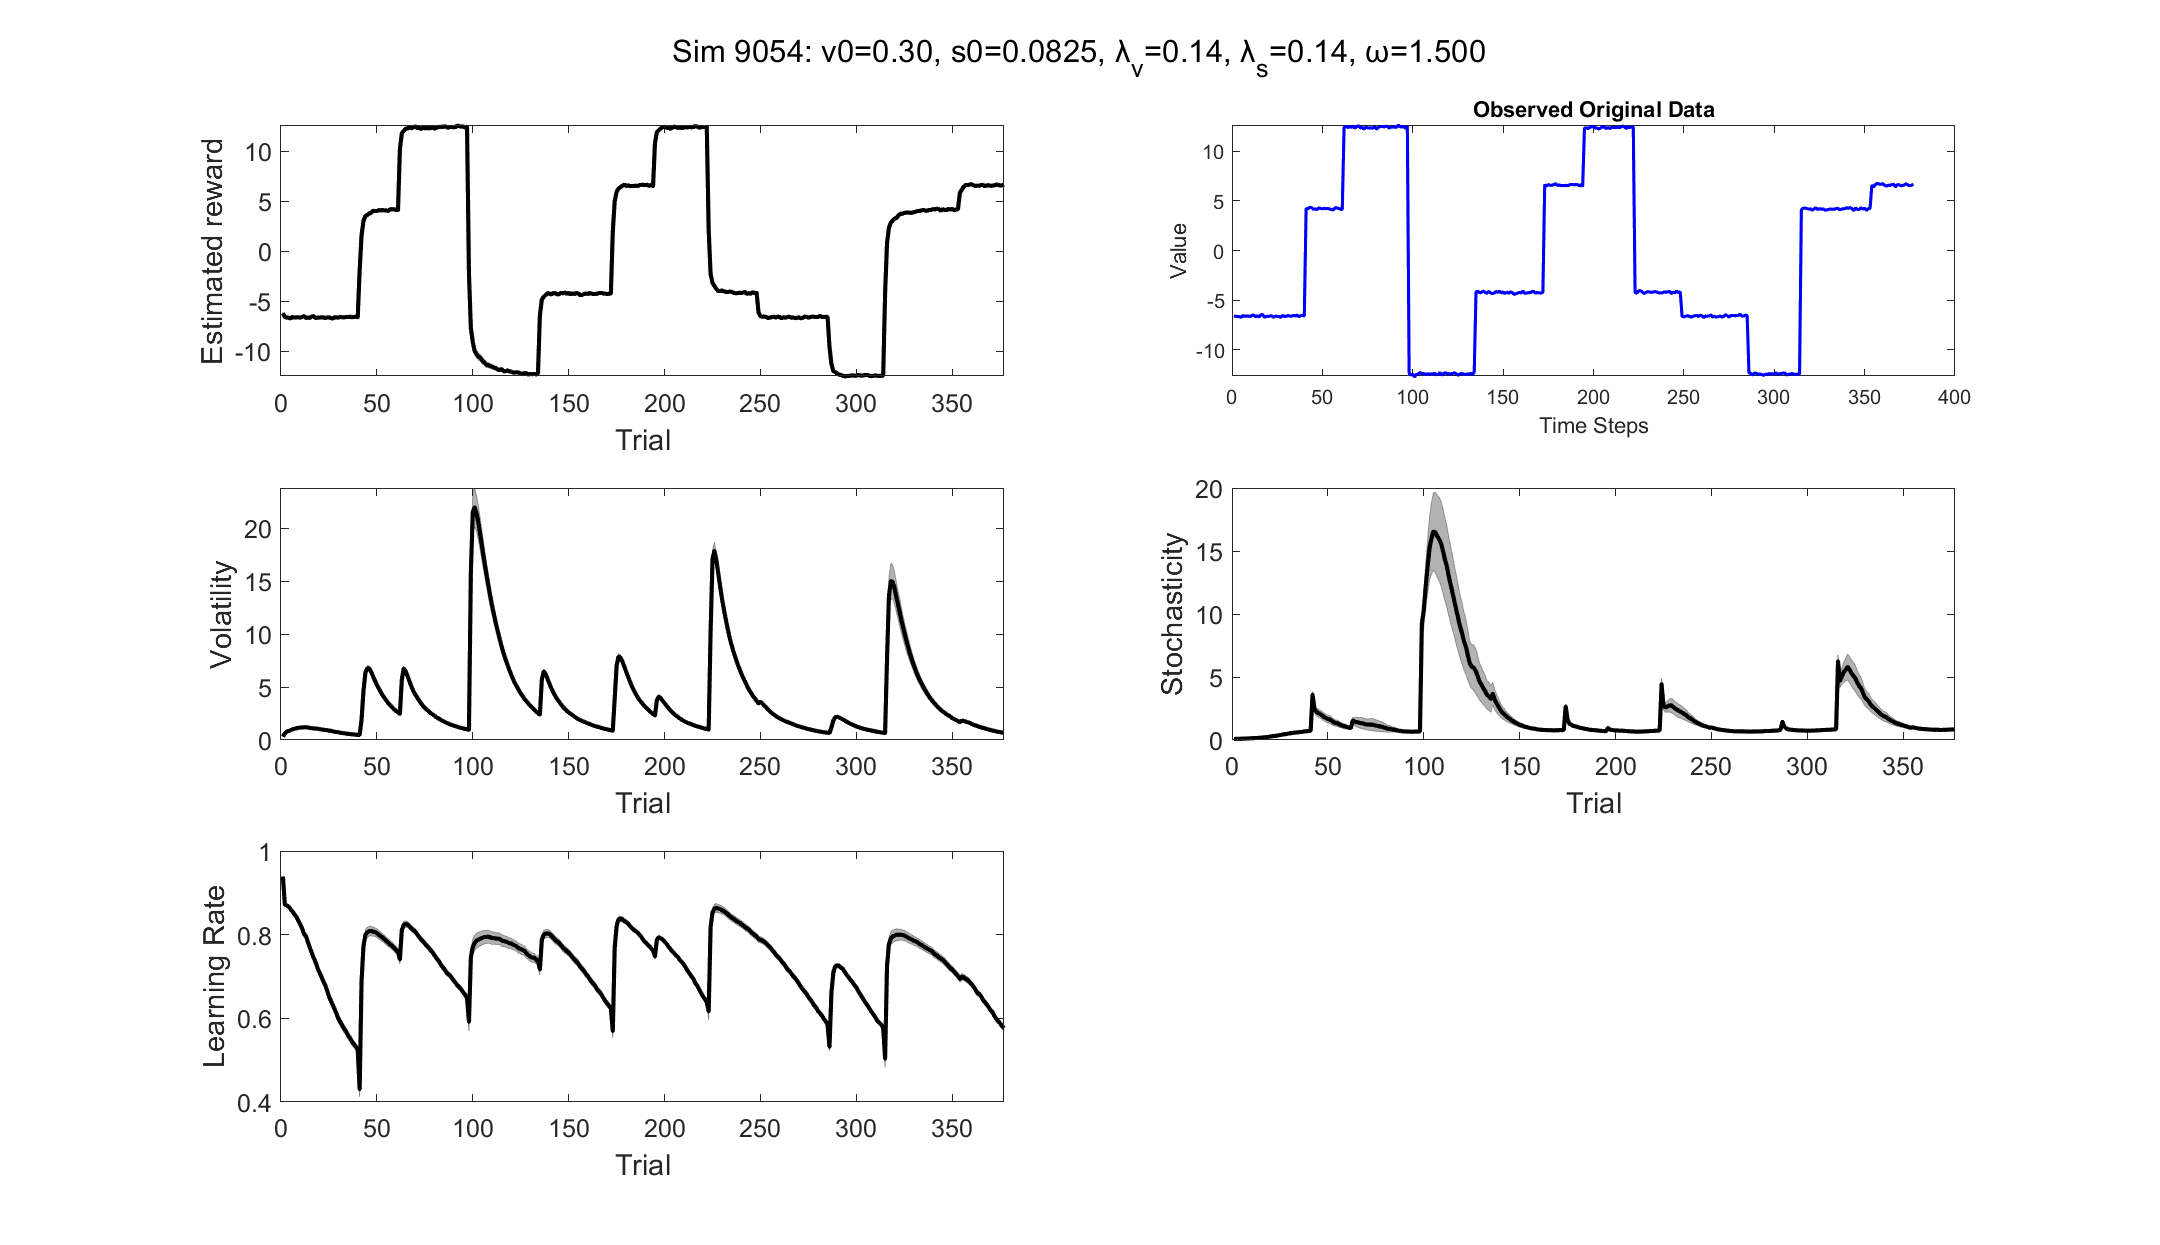 Sim 9054: v0=0.30, s0=0.0825, λv=0.14, λs=0.14, ω=1.500
Estimated reward
10
5
0
-5
-10
0 50 100 150 200 250 300 350
Trial
Observed Original Data
Value
10
5
0
-5
-10
0 50 100 150 200 250 300 350 400
Time Steps
Volatility
20
15
10
5
0
0 50 100 150 200 250 300 350
Trial
Stochasticity
20
15
10
5
0
0 50 100 150 200 250 300 350
Trial
Learning Rate
1
0.8
0.6
0.4
0 50 100 150 200 250 300 350
Trial